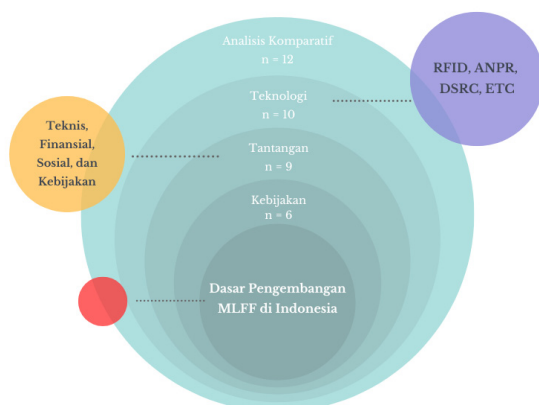 Analisis Komparatif
n = 12
RFID, ANPR,
DSRC, ETC
Teknologi
n = 10
Teknis,
Finansial,
Sosial, dan
Kebijakan
Tantangan
n = 9
Kebijakan
n = 6
Dasar Pengembangan
MLFF di Indonesia